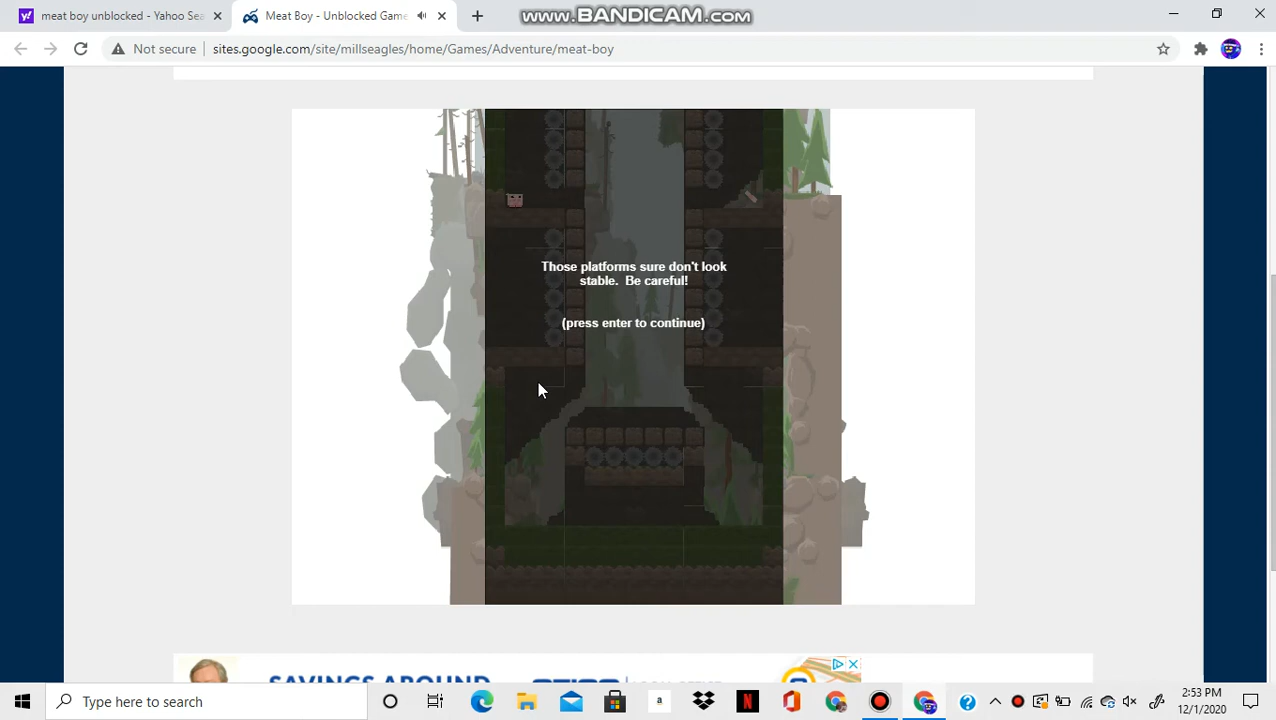 meat boy unblocked - Yahoo Sea
Meat Boy - Unblocked Game
www.BANDICAM.com
Not secure
sites.google.com/site/millseagles/home/Games/Adventure/meat-boy
Those platforms sure don't look
stable. Be careful!
(press enter to continue)
SAVINGS AROUND
Type here to search
2:53 PM
12/1/2020